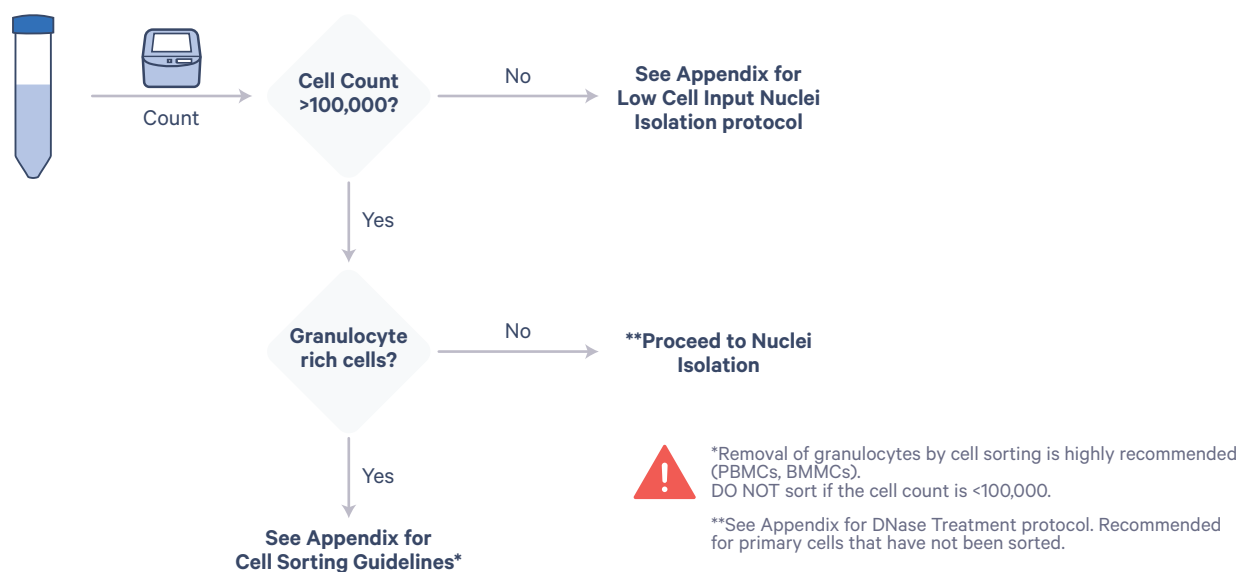 Count
Cell Count
>100,000?
No
See Appendix for
Low Cell Input Nuclei
Isolation protocol
Yes
Granulocyte
rich cells?
No
**Proceed to Nuclei
Isolation
Yes
See Appendix for
Cell Sorting Guidelines*
*Removal of granulocytes by cell sorting is highly recommended
(PBMCs, BMMCs).
DO NOT sort if the cell count is <100,000.
**See Appendix for DNase Treatment protocol. Recommended
for primary cells that have not been sorted.